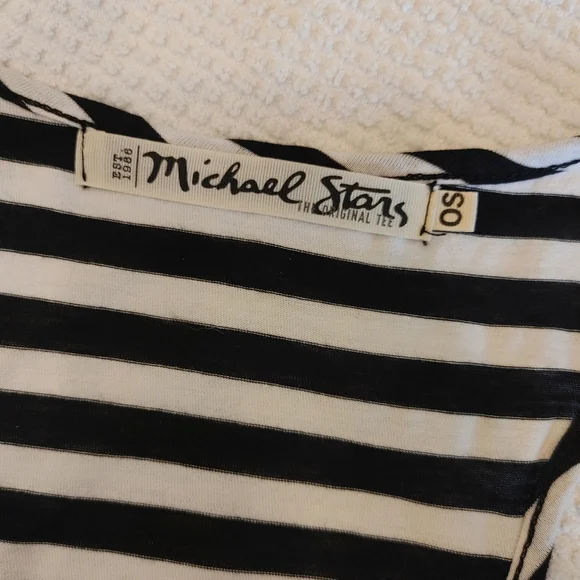 EST.
1986
Michael Stars
THE ORIGINAL TEE
OS